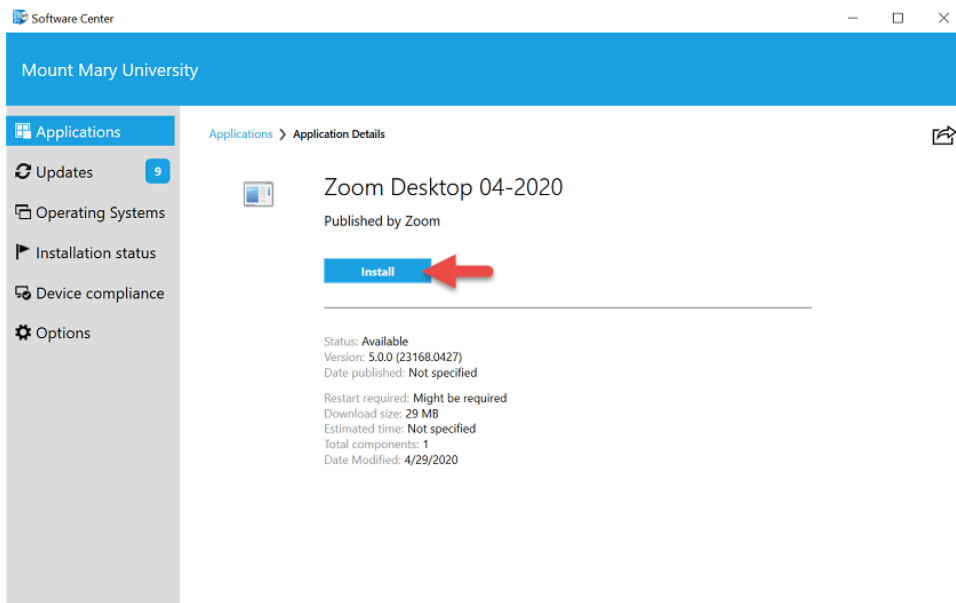 Software Center
Mount Mary University
Applications
Updates 9
Operating Systems
Installation status
Device compliance
Options
Applications ❯ Application Details
Zoom Desktop 04-2020
Published by Zoom
Install
Status: Available
Version: 5.0.0 (23168.0427)
Date published: Not specified
Restart required: Might be required
Download size: 29 MB
Estimated time: Not specified
Total components: 1
Date Modified: 4/29/2020